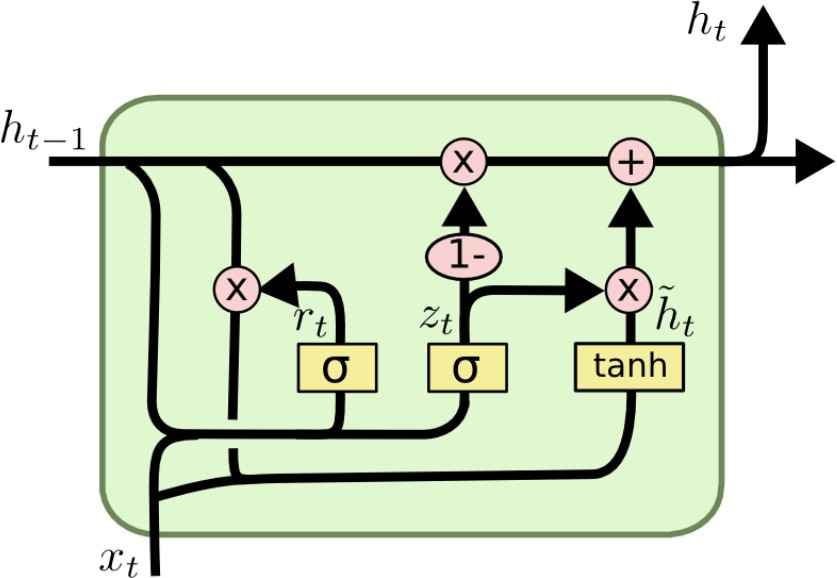 h_t
h_{t-1}
x +
1-
x x
r_t z_t h̃_t
σ σ tanh
x_t